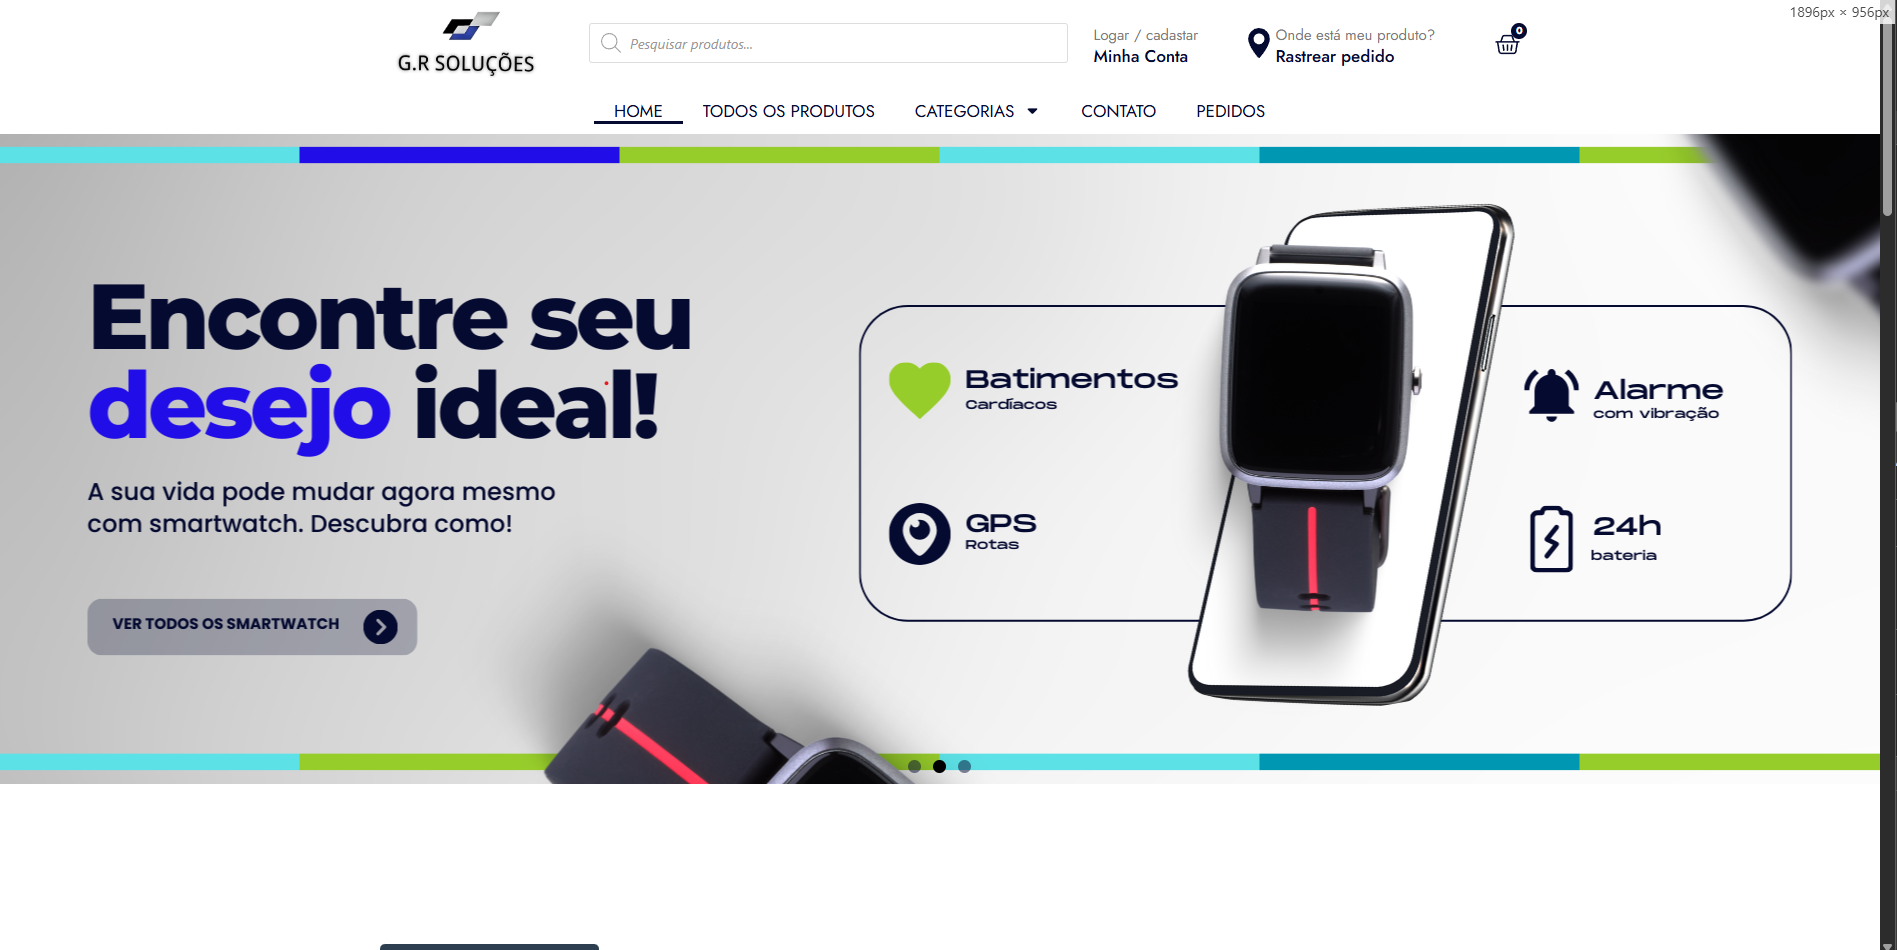 1896px × 956px
G.R SOLUÇÕES
Pesquisar produtos...
Logar / cadastar
Minha Conta
Onde está meu produto?
Rastrear pedido
0
HOME
TODOS OS PRODUTOS
CATEGORIAS
CONTATO
PEDIDOS
Encontre seu
desejo ideal!
A sua vida pode mudar agora mesmo
com smartwatch. Descubra como!
VER TODOS OS SMARTWATCH
Batimentos
Cardíacos
GPS
Rotas
Alarme
com vibração
24h
bateria